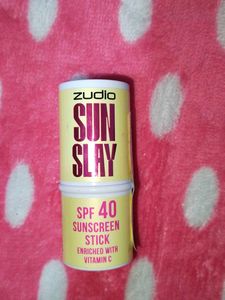 zudio
SUN
SLAY
SPF 40
SUNSCREEN
STICK
ENRICHED WITH
VITAMIN C